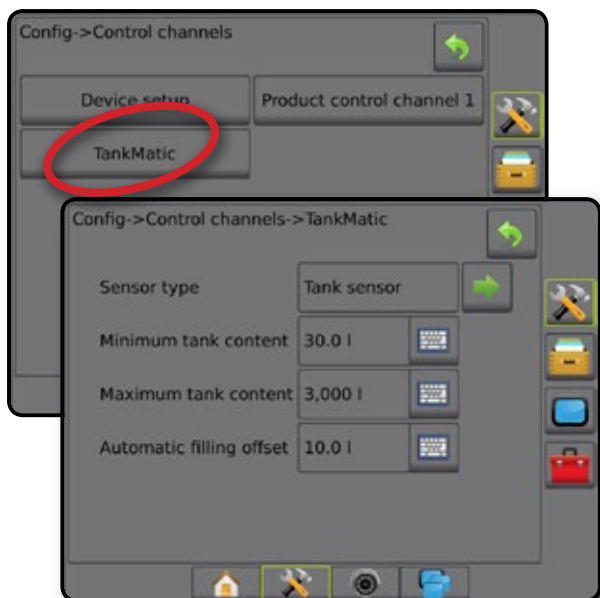 Config->Control channels
Device setup
Product control channel 1
TankMatic
Config->Control channels->TankMatic
Sensor type
Tank sensor
Minimum tank content
30.0 l
Maximum tank content
3,000 l
Automatic filling offset
10.0 l